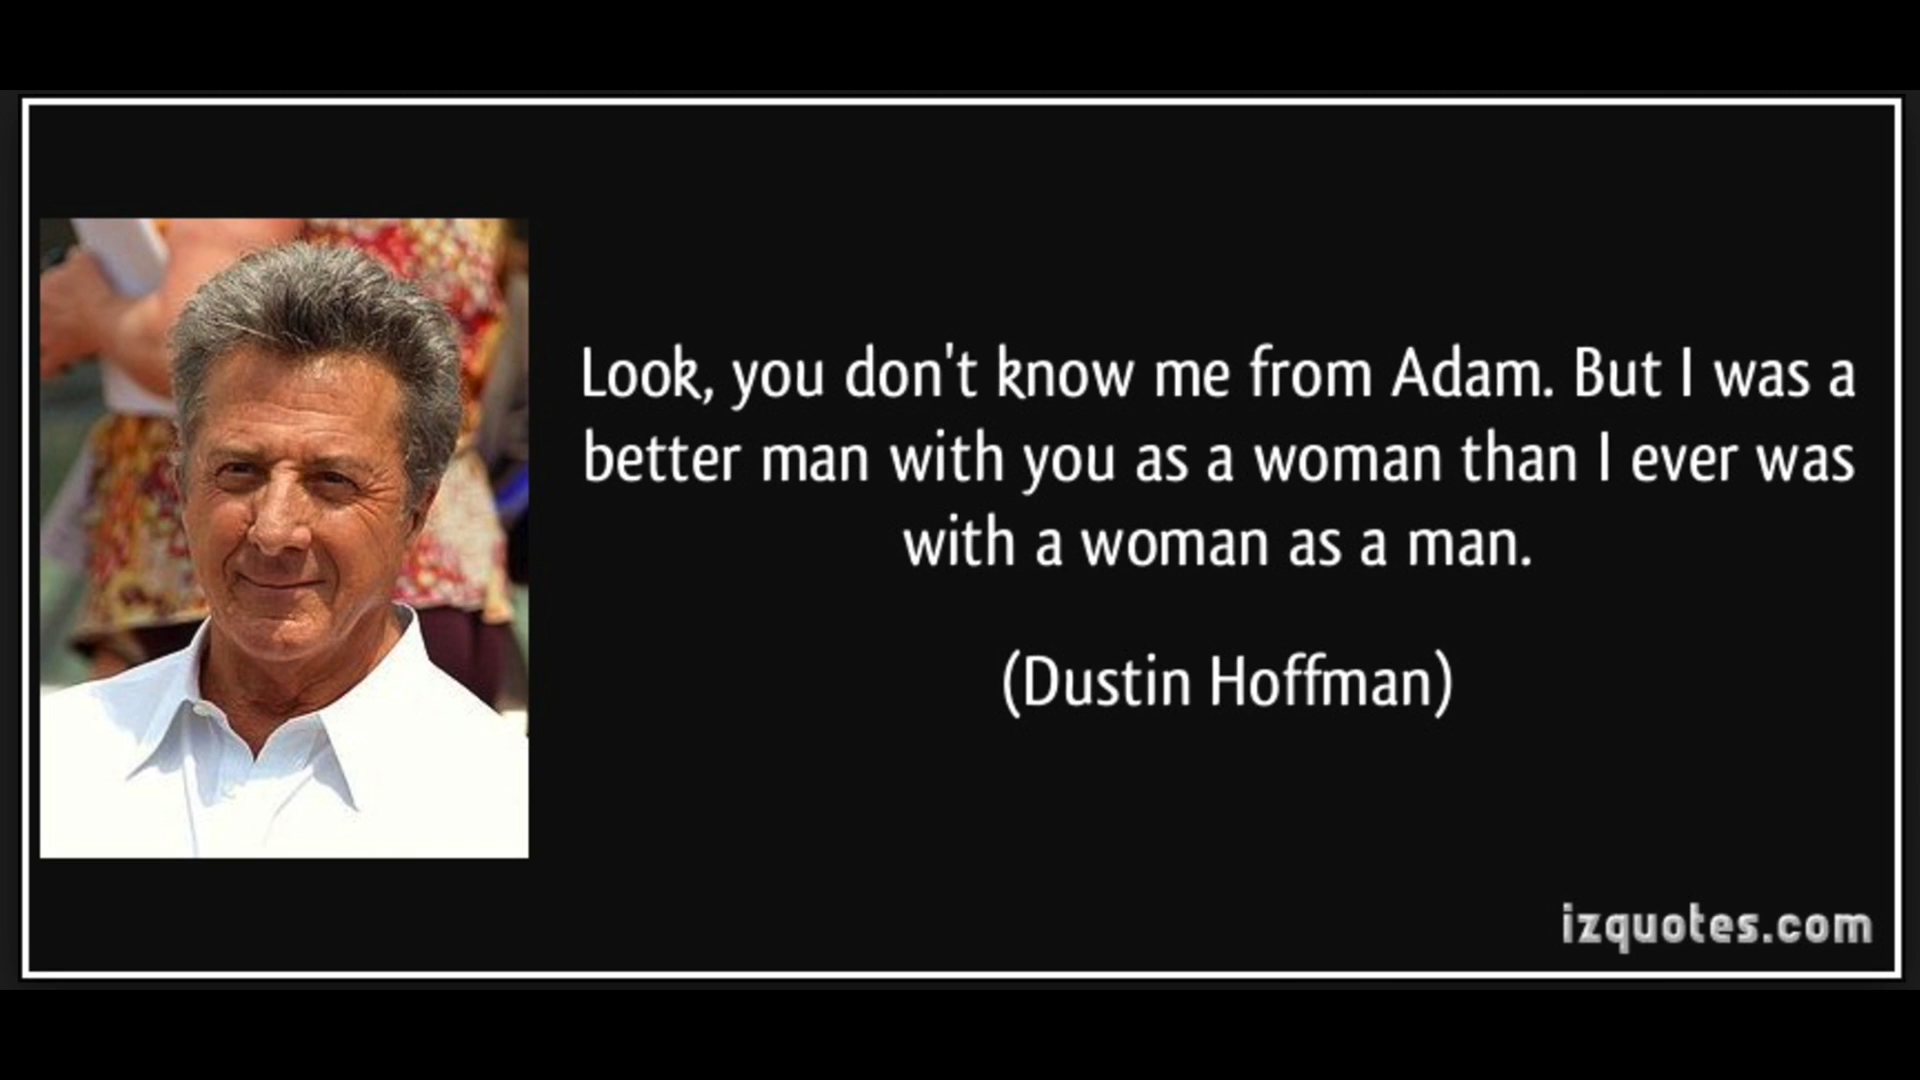 Look, you don't know me from Adam. But I was a
better man with you as a woman than I ever was
with a woman as a man.
(Dustin Hoffman)
izquotes.com